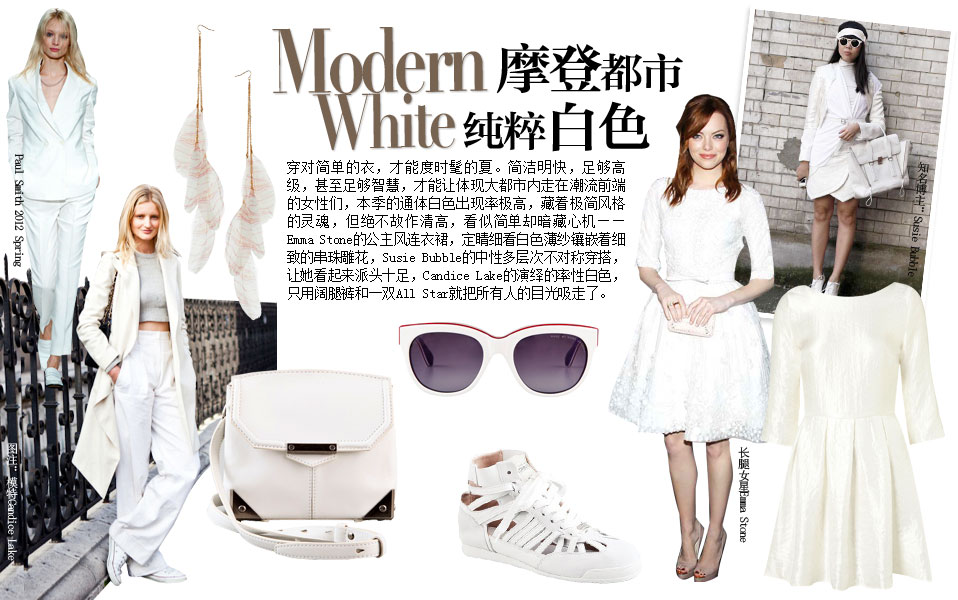 Modern 摩登都市
White 纯粹白色
穿对简单的衣，才能度时髦的夏。简洁明快，足够高
级，甚至足够智慧，才能让体现大都市内走在潮流前端
的女性们，本季的通体白色出现率极高，藏着极简风格
的灵魂，但绝不故作清高，看似简单却暗藏心机——
Emma Stone的公主风连衣裙，定睛细看白色薄纱镶嵌着细
致的串珠雕花，Susie Bubble的中性多层次不对称穿搭，
让她看起来派头十足，Candice Lake的演绎的率性白色，
只用阔腿裤和一双All Star就把所有人的目光吸走了。
Paul Smith 2012 Spring
知名博主：Susie Bubble
图注：模特Candice Lake
长腿女星Emma Stone